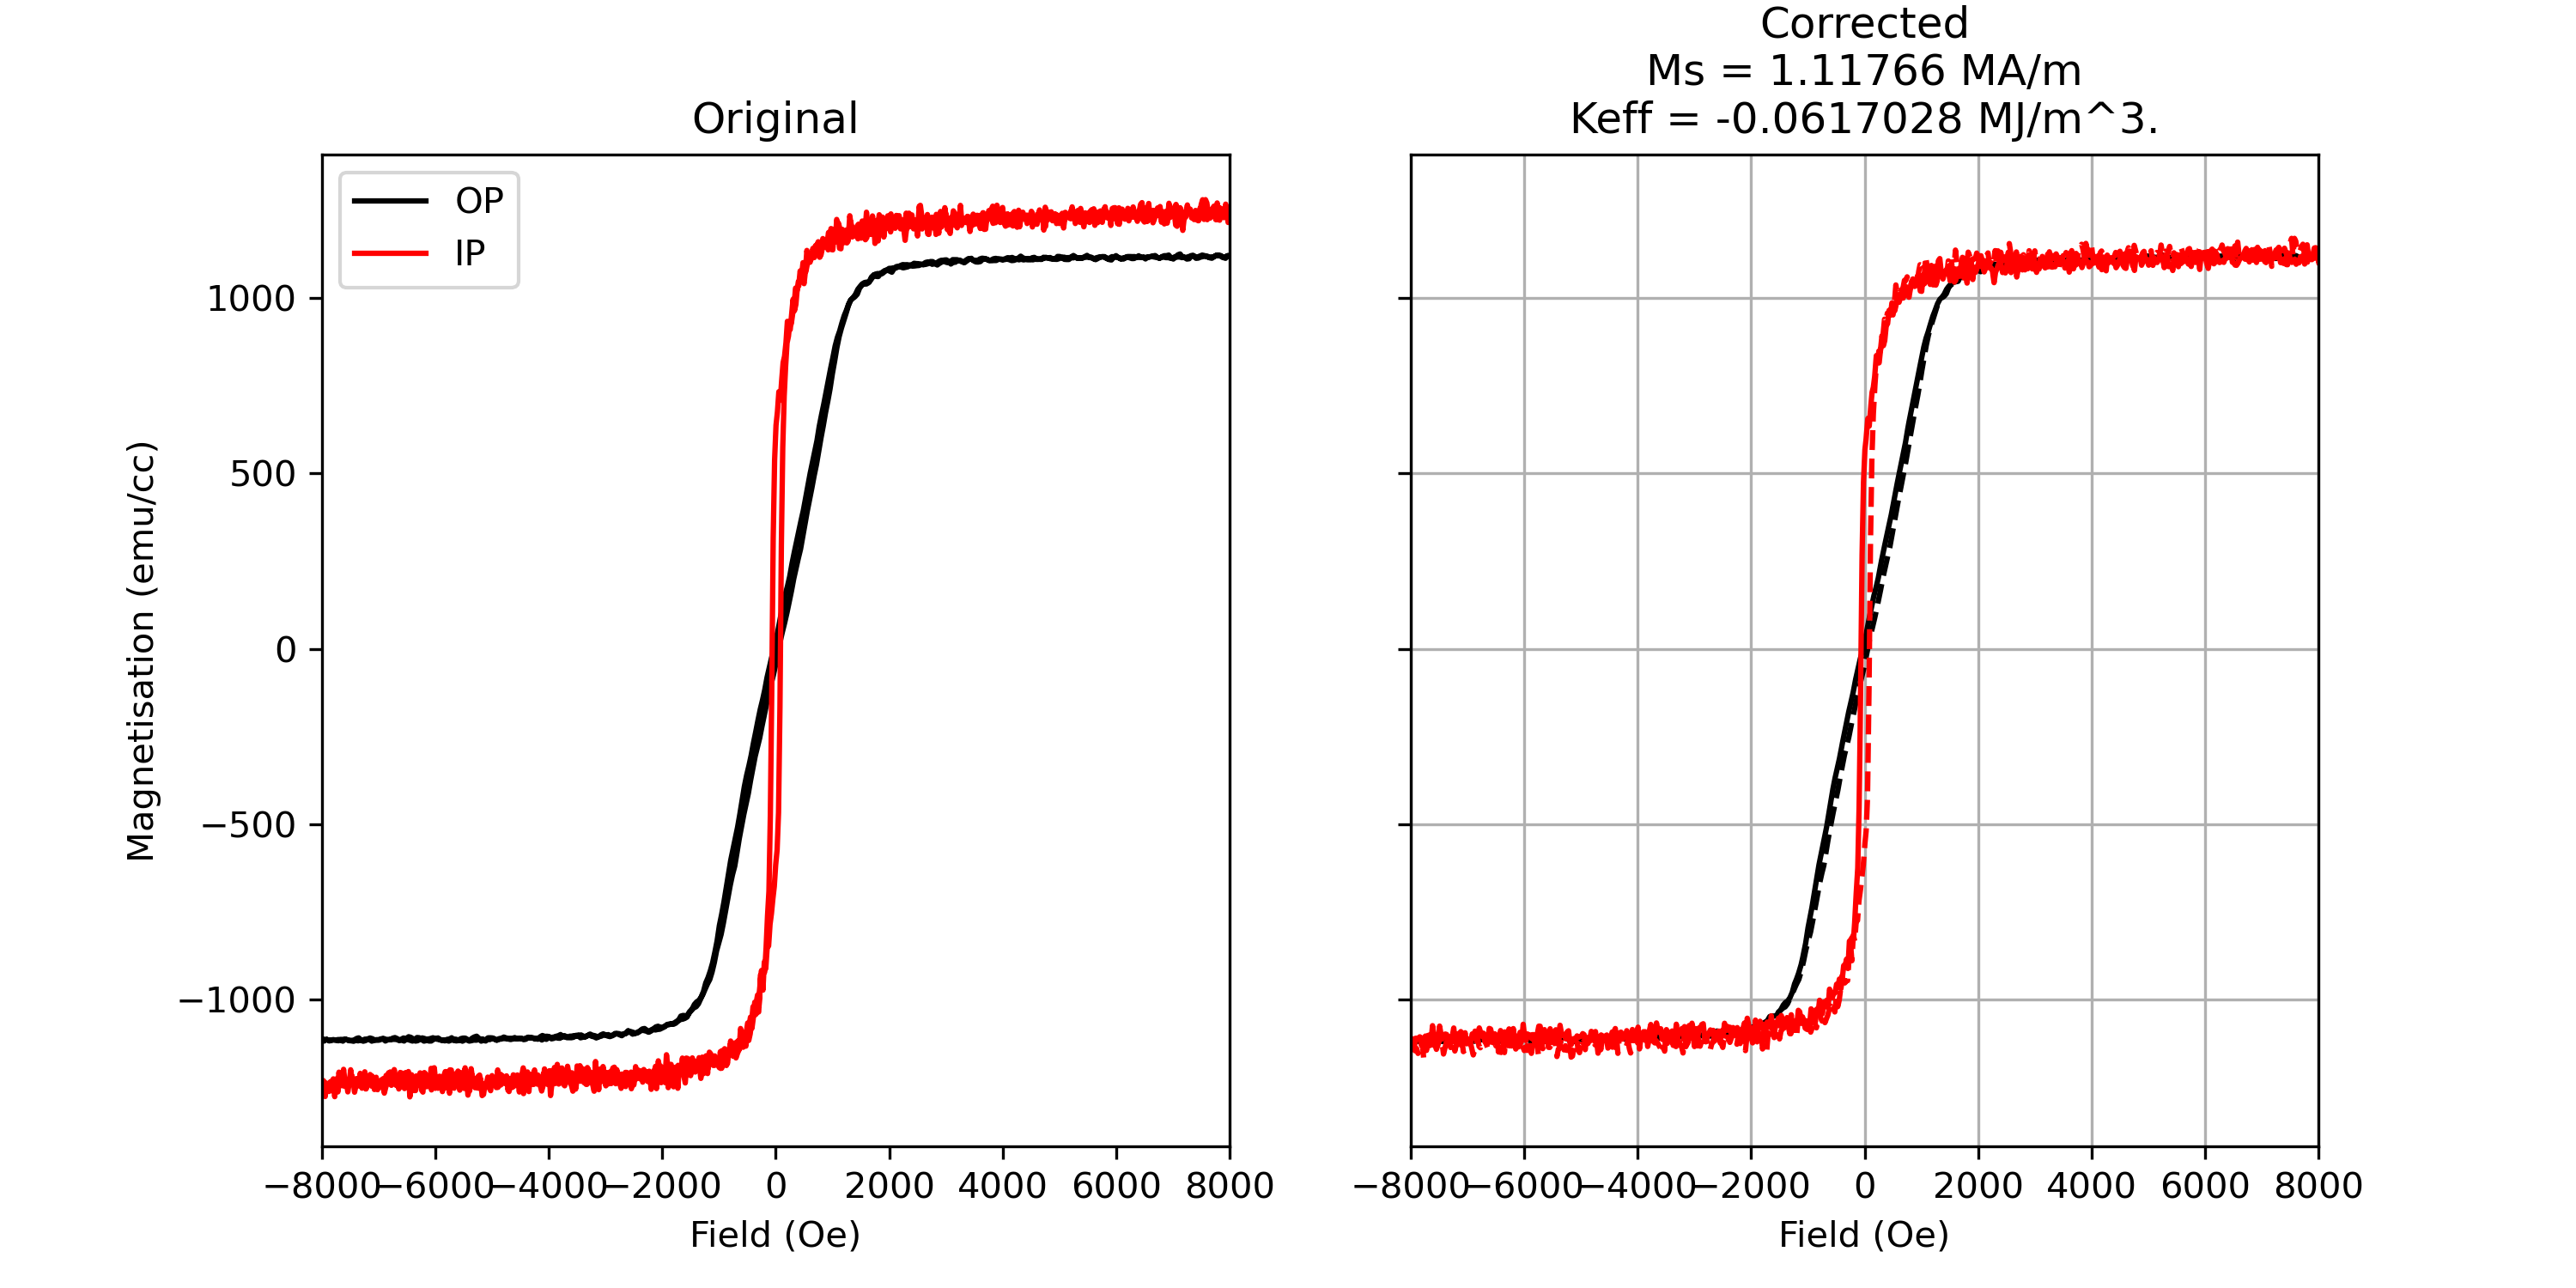 Original
OP
IP
1000
500
0
−500
−1000
Magnetisation (emu/cc)
−8000 −6000 −4000 −2000 0 2000 4000 6000 8000
Field (Oe)
Corrected
Ms = 1.11766 MA/m
Keff = -0.0617028 MJ/m^3.
−8000 −6000 −4000 −2000 0 2000 4000 6000 8000
Field (Oe)